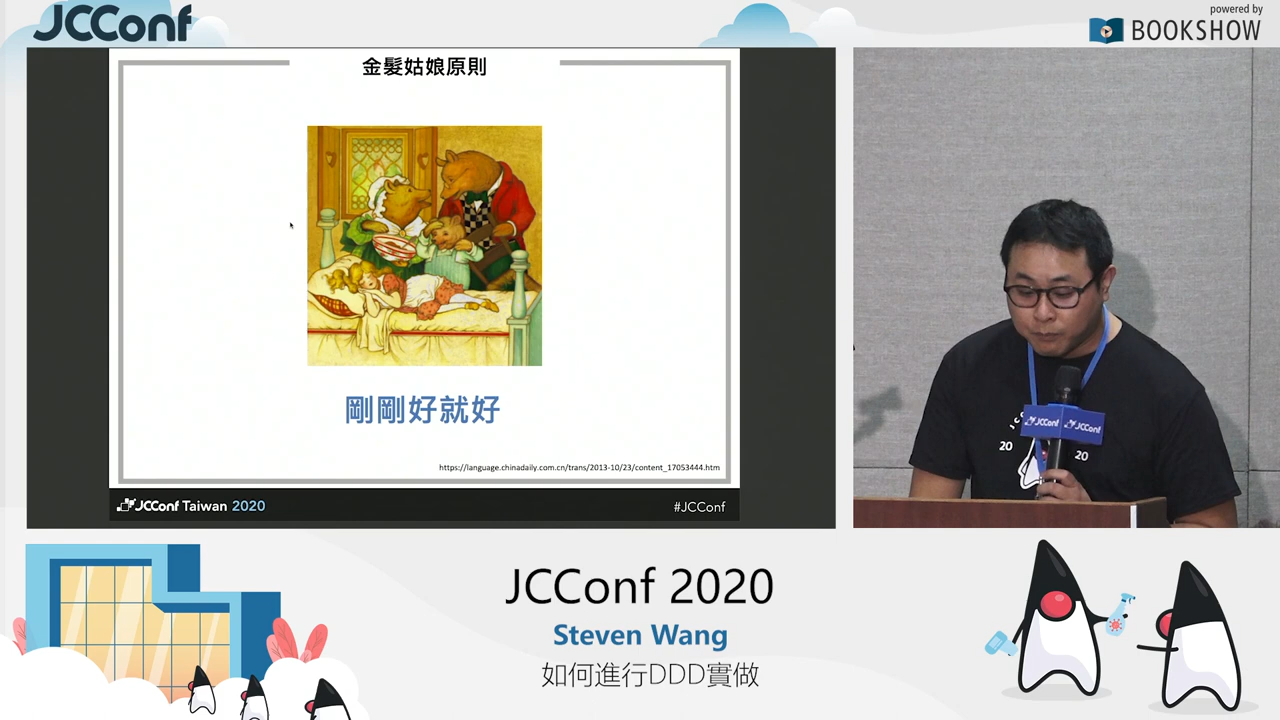 JCConf
powered by
BOOKSHOW
金髮姑娘原則
剛剛好就好
https://language.chinadaily.com.cn/trans/2013-10/23/content_17053444.htm
JCConf Taiwan 2020
#JCConf
JCConf JCConf
20 20
JCConf 2020
Steven Wang
如何進行DDD實做